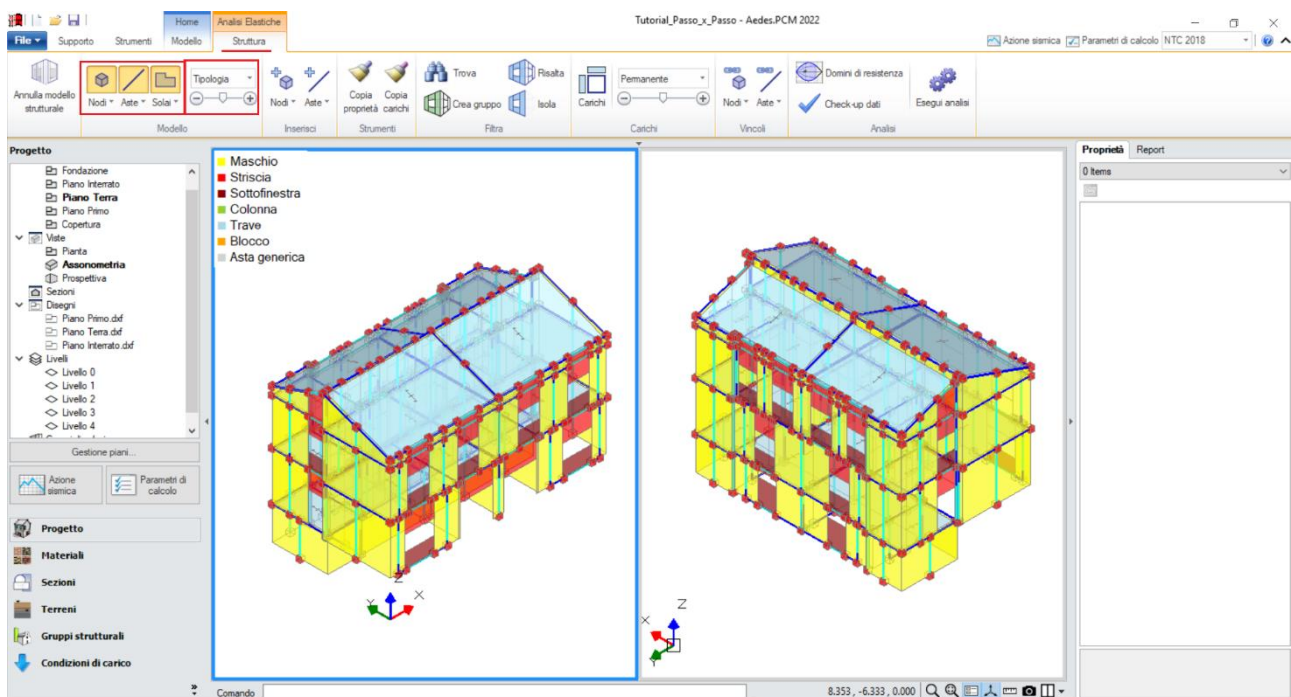 Tutorial_Passo_x_Passo - Aedes.PCM 2022
Home
Analisi Elastiche
File
Supporto
Strumenti
Modello
Struttura
Azione sismica
Parametri di calcolo
NTC 2018
Annulla modello
strutturale
Nodi
Aste
Solai
Tipologia
Modello
Nodi
Aste
Inserisci
Copia
proprietà
Copia
carichi
Strumenti
Trova
Crea gruppo
Risalta
Isola
Filtra
Carichi
Permanente
Carichi
Nodi
Aste
Vincoli
Domini di resistenza
Check-up dati
Esegui analisi
Analisi
Progetto
Fondazione
Piano Interrato
Piano Terra
Piano Primo
Copertura
Viste
Pianta
Assonometria
Prospettiva
Sezioni
Disegni
Piano Primo.dxf
Piano Terra.dxf
Piano Interrato.dxf
Livelli
Livello 0
Livello 1
Livello 2
Livello 3
Livello 4
Gestione piani...
Azione
sismica
Parametri di
calcolo
Progetto
Materiali
Sezioni
Terreni
Gruppi strutturali
Condizioni di carico
Maschio
Striscia
Sottofinestra
Colonna
Trave
Blocco
Asta generica
Z
X
Y
Z
X
Y
Proprietà
Report
0 Items
Comando
8.353 , -6.333 , 0.000